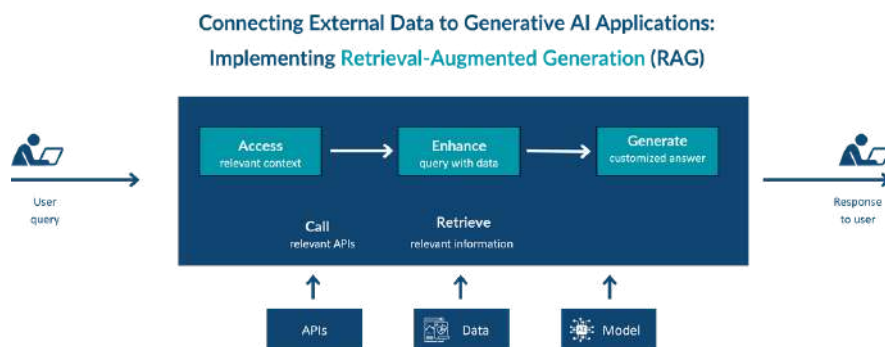 Connecting External Data to Generative AI Applications:
Implementing Retrieval-Augmented Generation (RAG)
Access
relevant context
Enhance
query with data
Generate
customized answer
User
query
Response
to user
Call
relevant APIs
Retrieve
relevant information
APIs
Data
AI
Model